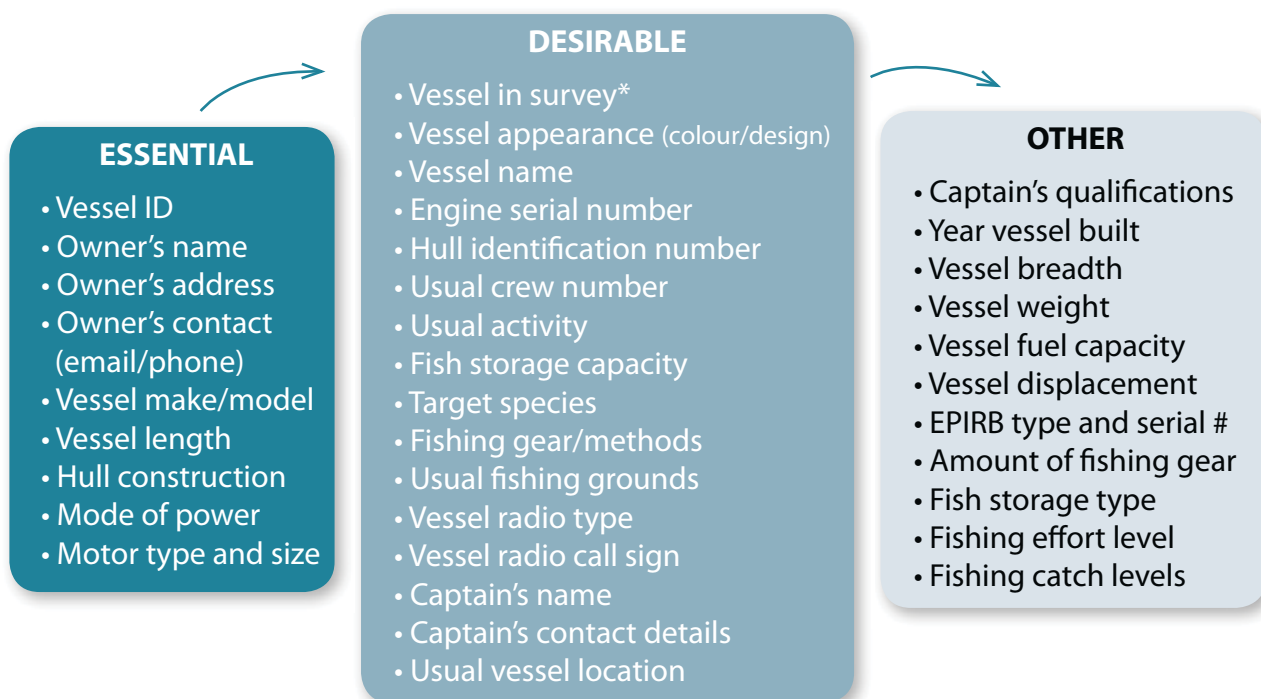 ESSENTIAL
• Vessel ID
• Owner’s name
• Owner’s address
• Owner’s contact
(email/phone)
• Vessel make/model
• Vessel length
• Hull construction
• Mode of power
• Motor type and size
DESIRABLE
• Vessel in survey*
• Vessel appearance (colour/design)
• Vessel name
• Engine serial number
• Hull identification number
• Usual crew number
• Usual activity
• Fish storage capacity
• Target species
• Fishing gear/methods
• Usual fishing grounds
• Vessel radio type
• Vessel radio call sign
• Captain’s name
• Captain’s contact details
• Usual vessel location
OTHER
• Captain’s qualifications
• Year vessel built
• Vessel breadth
• Vessel weight
• Vessel fuel capacity
• Vessel displacement
• EPIRB type and serial #
• Amount of fishing gear
• Fish storage type
• Fishing effort level
• Fishing catch levels